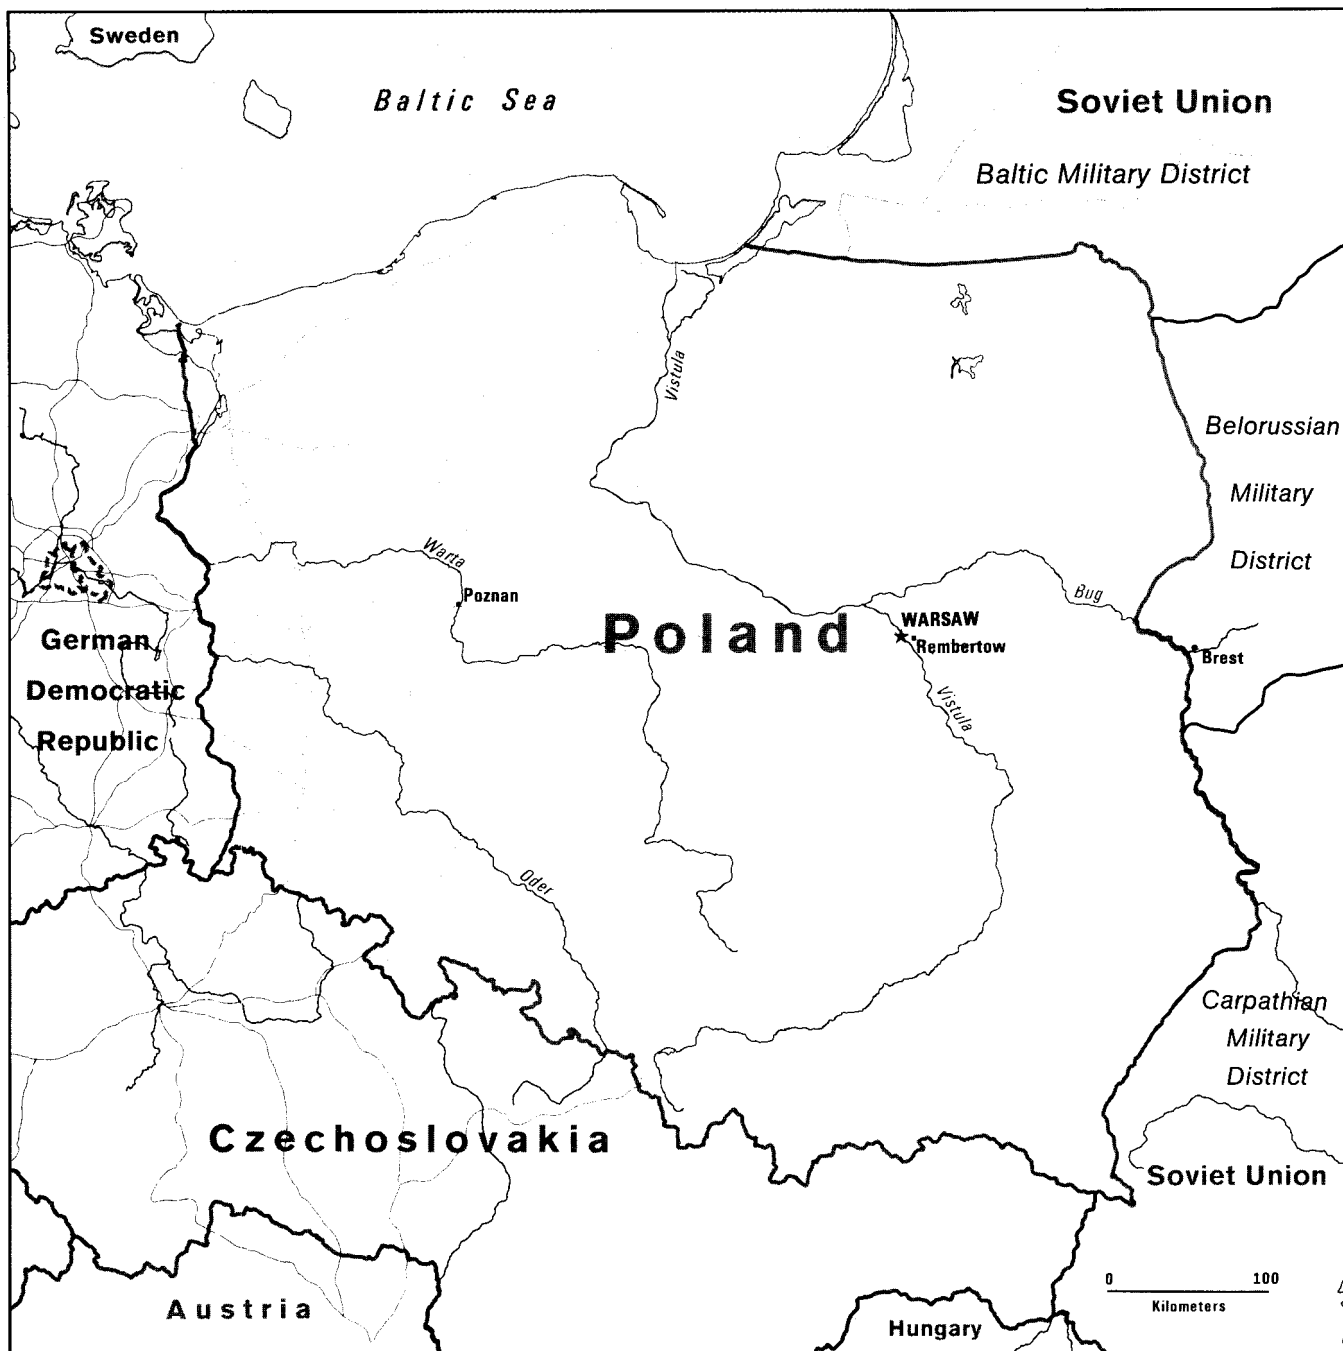 Sweden
Baltic Sea
Soviet Union
Baltic Military District
Vistula
Belorussian
Military
District
Warta
Poznan
Poland
Bug
WARSAW
Rembertow
Brest
German
Democratic
Republic
Vistula
Oder
Carpathian
Military
District
Czechoslovakia
Soviet Union
Austria
0 100
Kilometers
Hungary